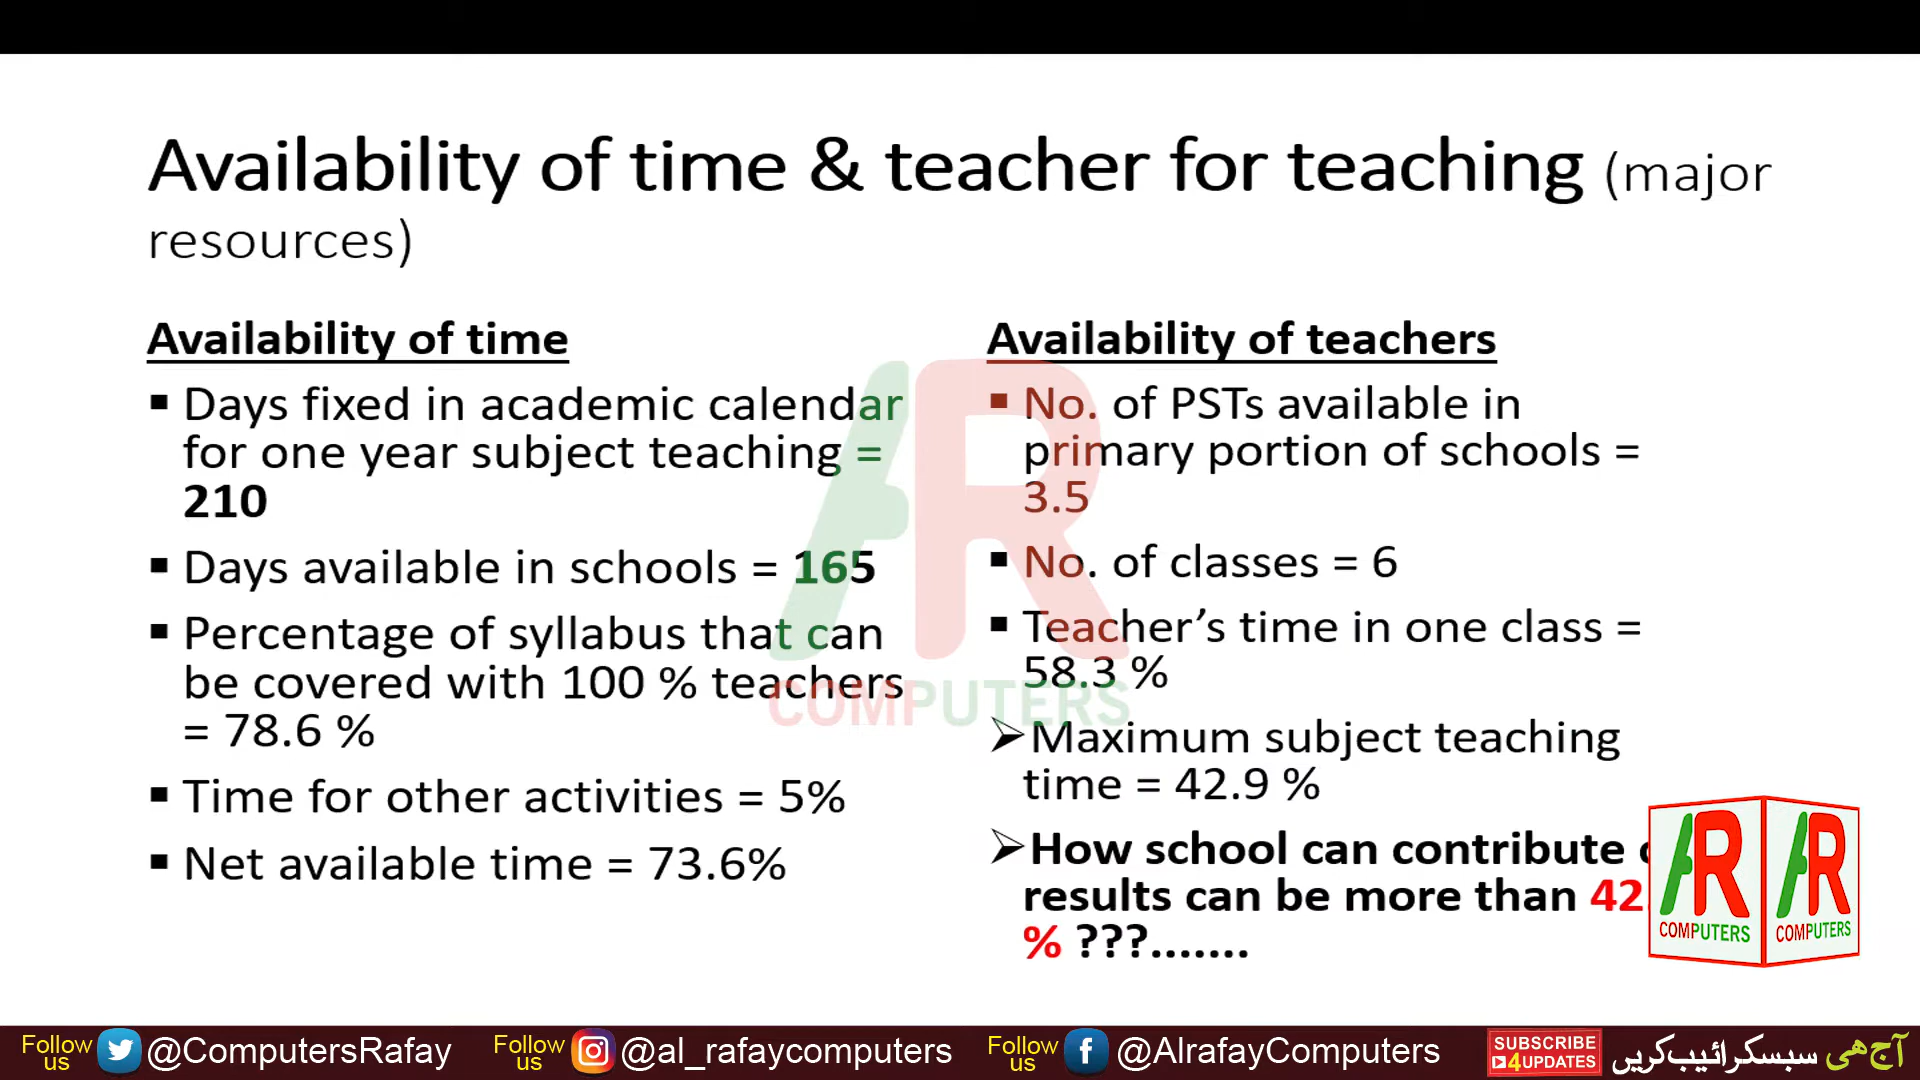 Availability of time & teacher for teaching (major
resources)
Availability of time
▪ Days fixed in academic calendar
for one year subject teaching =
210
▪ Days available in schools = 165
▪ Percentage of syllabus that can
be covered with 100 % teachers
= 78.6 %
▪ Time for other activities = 5%
▪ Net available time = 73.6%
Availability of teachers
▪ No. of PSTs available in
primary portion of schools =
3.5
▪ No. of classes = 6
▪ Teacher’s time in one class =
58.3 %
➢Maximum subject teaching
time = 42.9 %
➢How school can contribute
results can be more than 42
% ???.......
AR
COMPUTERS
AR
COMPUTERS
AR
COMPUTERS
Follow us @ComputersRafay
Follow us @al_rafaycomputers
Follow us @AlrafayComputers
SUBSCRIBE
4UPDATES
آج ھی سبسکرائیب کریں